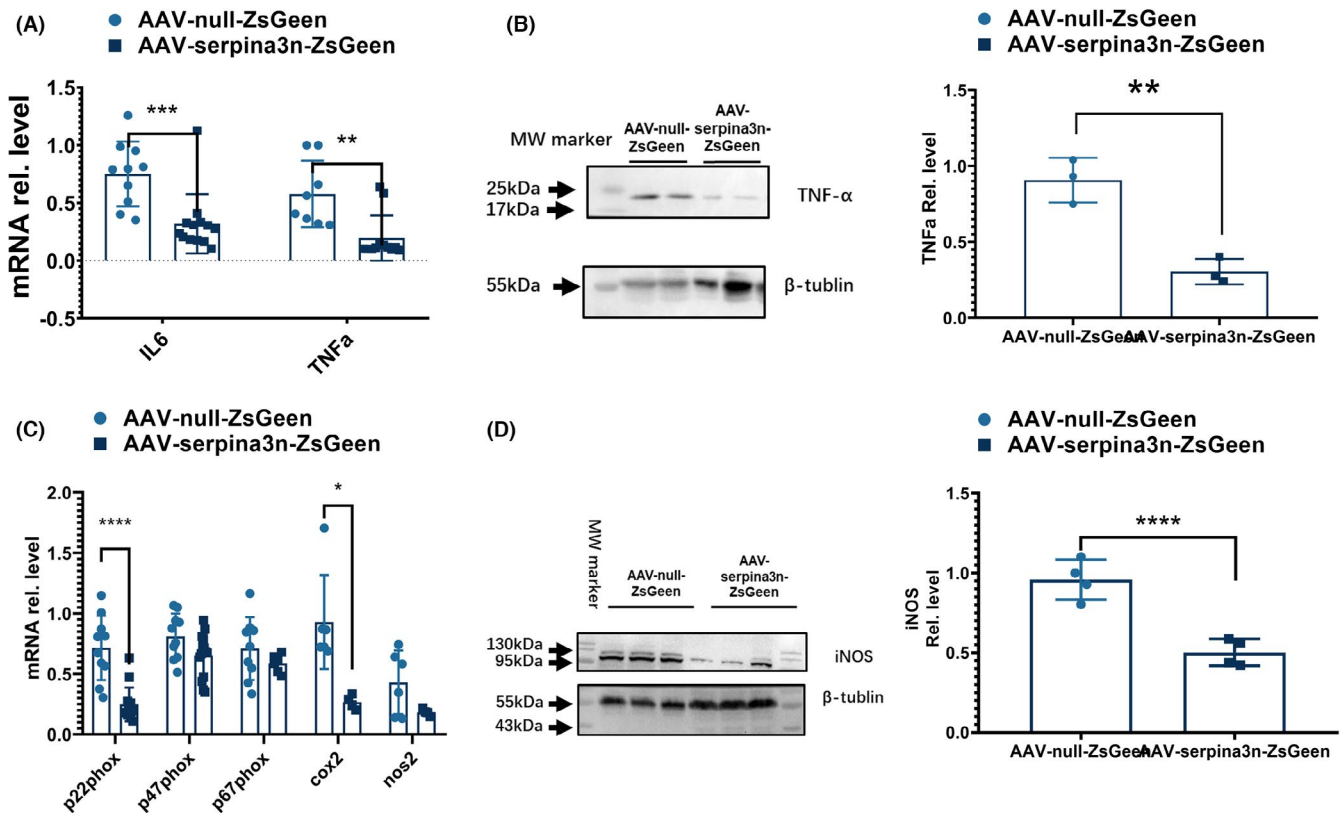 (A)
AAV-null-ZsGeen
AAV-serpina3n-ZsGeen
mRNA rel. level
1.5
1.0
0.5
0.0
-0.5
***
**
IL6
TNFa
(B)
MW marker
AAV-null-
ZsGeen
AAV-
serpina3n-
ZsGeen
25kDa
17kDa
TNF-α
55kDa
β-tublin
AAV-null-ZsGeen
AAV-serpina3n-ZsGeen
TNFa Rel. level
1.5
1.0
0.5
0.0
**
AAV-null-ZsGeen
AAV-serpina3n-ZsGeen
(C)
AAV-null-ZsGeen
AAV-serpina3n-ZsGeen
mRNA rel. level
2.0
1.5
1.0
0.5
0.0
****
*
p22phox
p47phox
p67phox
cox2
nos2
(D)
MW marker
AAV-null-
ZsGeen
AAV-
serpina3n-
ZsGeen
130kDa
95kDa
iNOS
55kDa
43kDa
β-tublin
AAV-null-ZsGeen
AAV-serpina3n-ZsGeen
iNOS
Rel. level
1.5
1.0
0.5
0.0
****
AAV-null-ZsGeen
AAV-serpina3n-ZsGeen